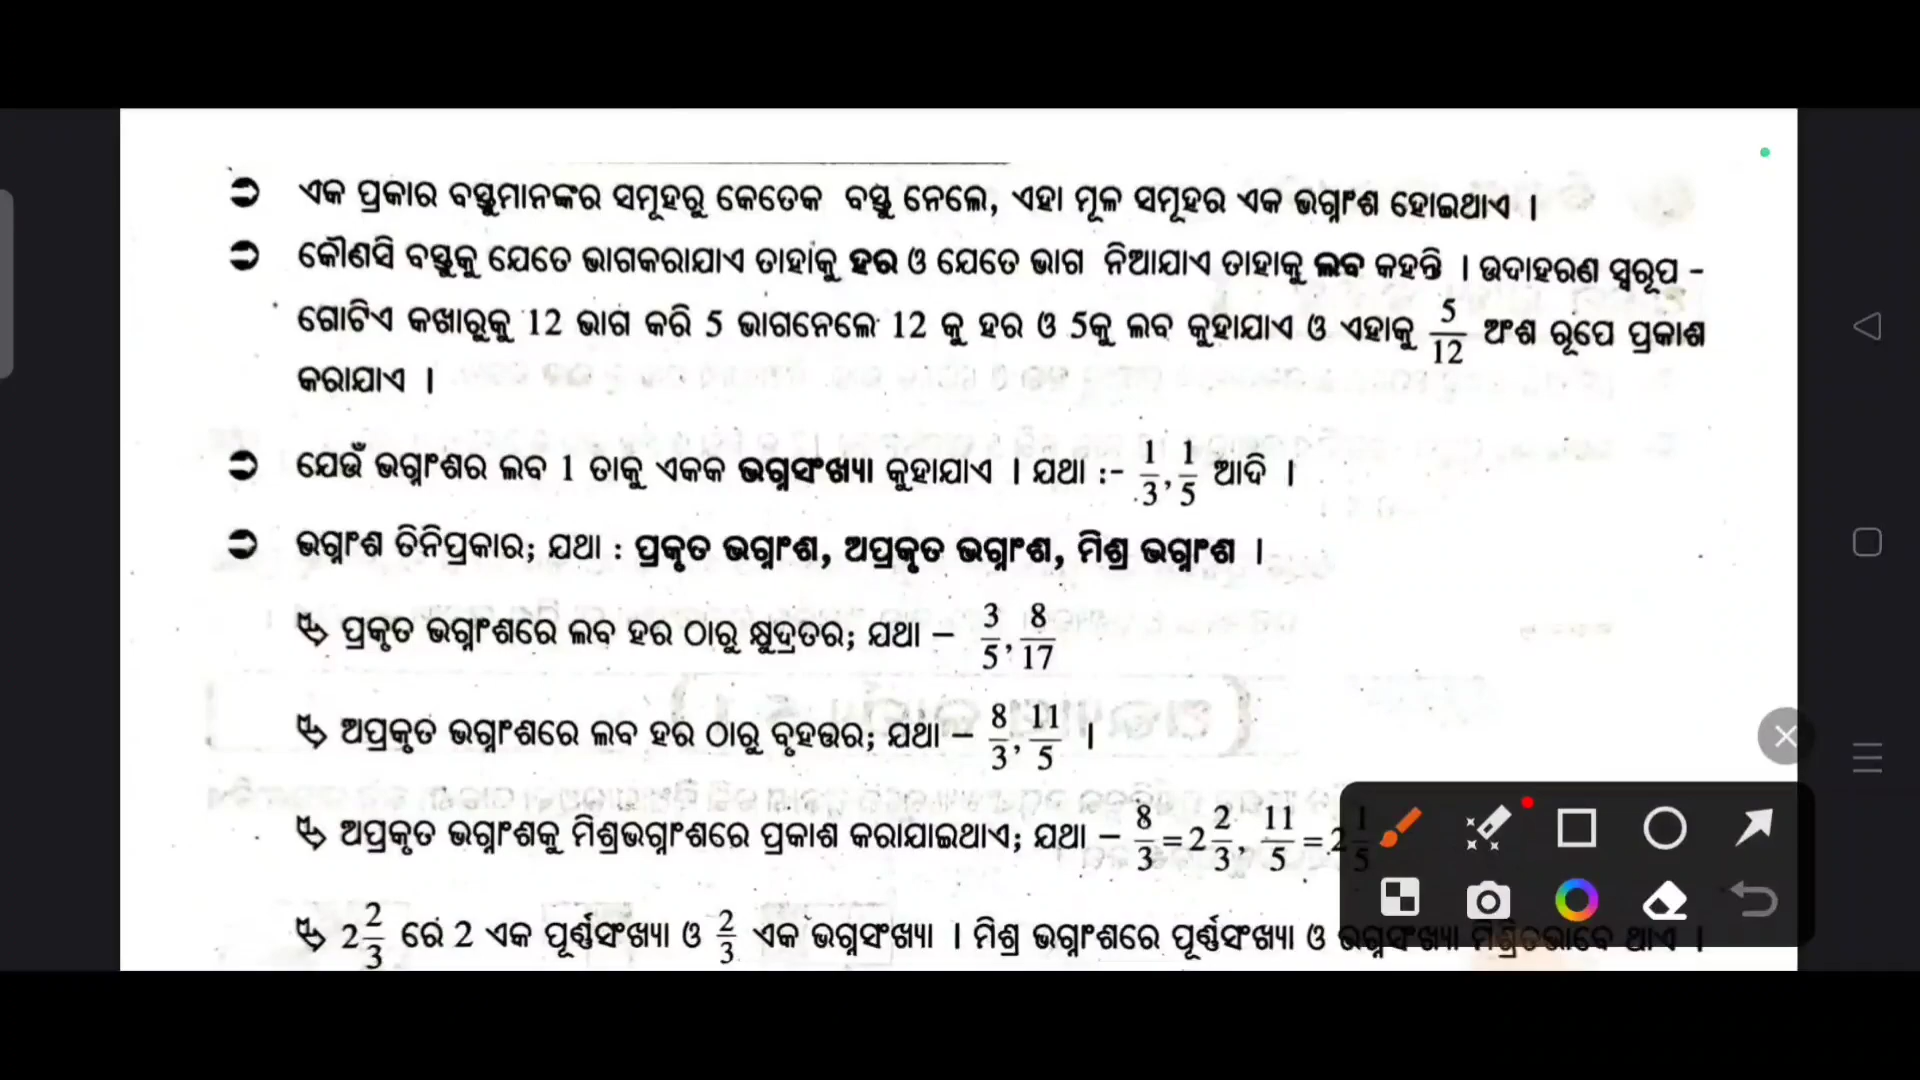 ଏକ ପ୍ରକାର ବସ୍ତୁମାନଙ୍କର ସମୂହରୁ କେତେକ ବସ୍ତୁ ନେଲେ, ଏହା ମୂଳ ସମୂହର ଏକ ଭଗ୍ନାଂଶ ହୋଇଥାଏ ।
କୌଣସି ବସ୍ତୁକୁ ଯେତେ ଭାଗକରାଯାଏ ତାହାକୁ ହର ଓ ଯେତେ ଭାଗ ନିଆଯାଏ ତାହାକୁ ଲବ କହନ୍ତି । ଉଦାହରଣ ସ୍ୱରୂପ -
ଗୋଟିଏ କଖାରୁକୁ 12 ଭାଗ କରି 5 ଭାଗନେଲେ 12 କୁ ହର ଓ 5କୁ ଲବ କୁହାଯାଏ ଓ ଏହାକୁ 5/12 ଅଂଶ ରୂପେ ପ୍ରକାଶ
କରାଯାଏ ।
ଯେଉଁ ଭଗ୍ନାଂଶର ଲବ 1 ତାକୁ ଏକକ ଭଗ୍ନସଂଖ୍ୟା କୁହାଯାଏ । ଯଥା :- 1/3, 1/5 ଆଦି ।
ଭଗ୍ନାଂଶ ତିନିପ୍ରକାର; ଯଥା : ପ୍ରକୃତ ଭଗ୍ନାଂଶ, ଅପ୍ରକୃତ ଭଗ୍ନାଂଶ, ମିଶ୍ର ଭଗ୍ନାଂଶ ।
ପ୍ରକୃତ ଭଗ୍ନାଂଶରେ ଲବ ହର ଠାରୁ କ୍ଷୁଦ୍ରତର; ଯଥା – 3/5, 8/17
ଅପ୍ରକୃତ ଭଗ୍ନାଂଶରେ ଲବ ହର ଠାରୁ ବୃହତ୍ତର; ଯଥା – 8/3, 11/5 ।
ଅପ୍ରକୃତ ଭଗ୍ନାଂଶକୁ ମିଶ୍ରଭଗ୍ନାଂଶରେ ପ୍ରକାଶ କରାଯାଇଥାଏ; ଯଥା – 8/3 = 2 2/3, 11/5 = 2 1/5
2 2/3 ରେ 2 ଏକ ପୂର୍ଣ୍ଣସଂଖ୍ୟା ଓ 2/3 ଏକ ଭଗ୍ନସଂଖ୍ୟା । ମିଶ୍ର ଭଗ୍ନାଂଶରେ ପୂର୍ଣ୍ଣସଂଖ୍ୟା ଓ ଭଗ୍ନସଂଖ୍ୟା ମିଶ୍ରିତଭାବେ ଥାଏ ।